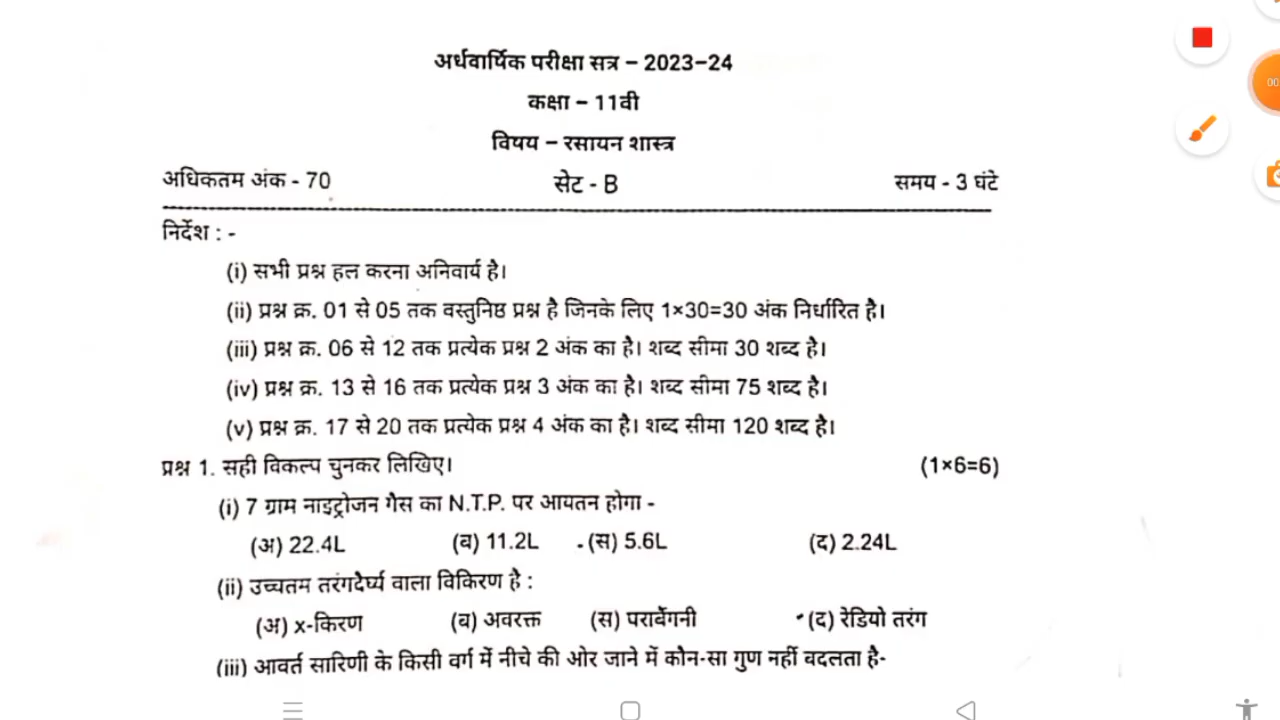 अर्धवार्षिक परीक्षा सत्र – 2023-24
कक्षा – 11वी
विषय – रसायन शास्त्र
अधिकतम अंक - 70 सेट - B समय - 3 घंटे
निर्देश : -
(i) सभी प्रश्न हल करना अनिवार्य है।
(ii) प्रश्न क्र. 01 से 05 तक वस्तुनिष्ठ प्रश्न है जिनके लिए 1×30=30 अंक निर्धारित है।
(iii) प्रश्न क्र. 06 से 12 तक प्रत्येक प्रश्न 2 अंक का है। शब्द सीमा 30 शब्द है।
(iv) प्रश्न क्र. 13 से 16 तक प्रत्येक प्रश्न 3 अंक का है। शब्द सीमा 75 शब्द है।
(v) प्रश्न क्र. 17 से 20 तक प्रत्येक प्रश्न 4 अंक का है। शब्द सीमा 120 शब्द है।
प्रश्न 1. सही विकल्प चुनकर लिखिए। (1×6=6)
(i) 7 ग्राम नाइट्रोजन गैस का N.T.P. पर आयतन होगा -
(अ) 22.4L (ब) 11.2L (स) 5.6L (द) 2.24L
(ii) उच्चतम तरंगदैर्घ्य वाला विकिरण है :
(अ) x-किरण (ब) अवरक्त (स) पराबैंगनी (द) रेडियो तरंग
(iii) आवर्त सारिणी के किसी वर्ग में नीचे की ओर जाने में कौन-सा गुण नहीं बदलता है-
00